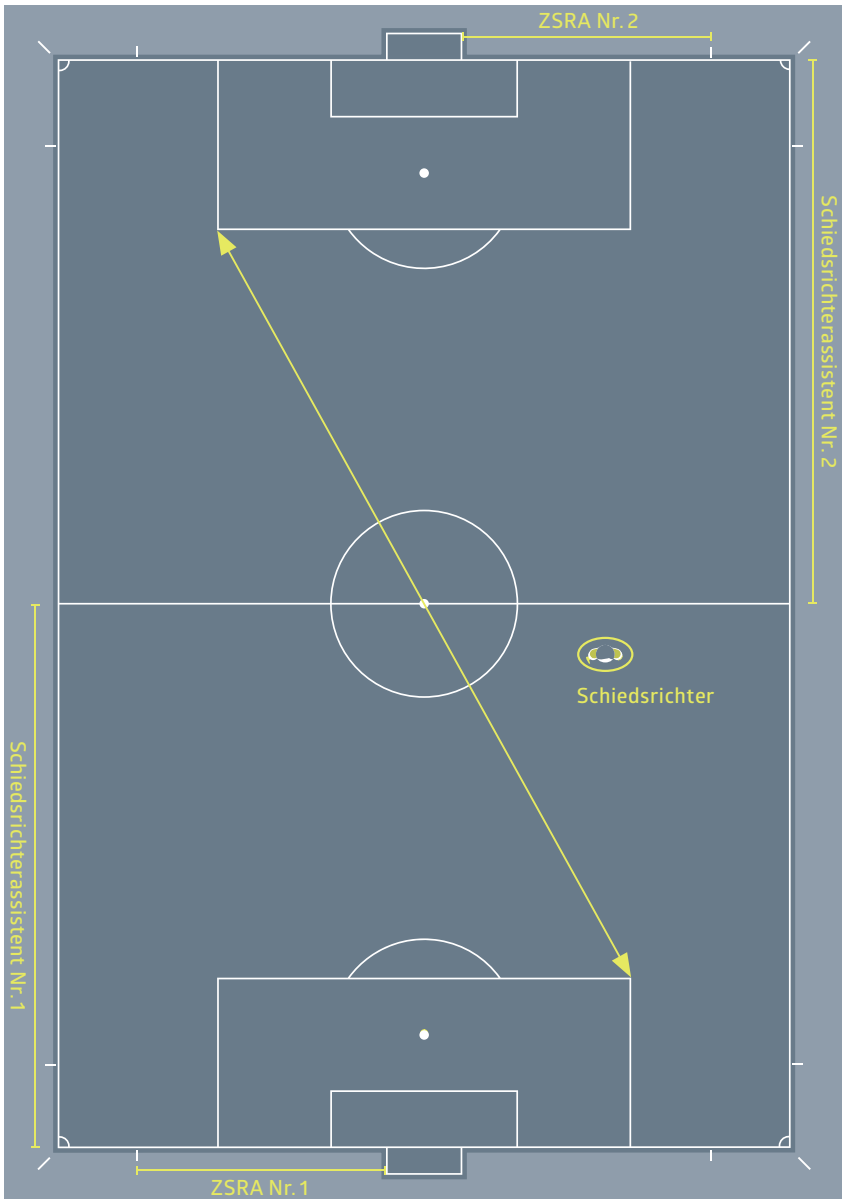 ZSRA Nr. 2
Schiedsrichterassistent Nr. 2
Schiedsrichter
Schiedsrichterassistent Nr. 1
ZSRA Nr. 1